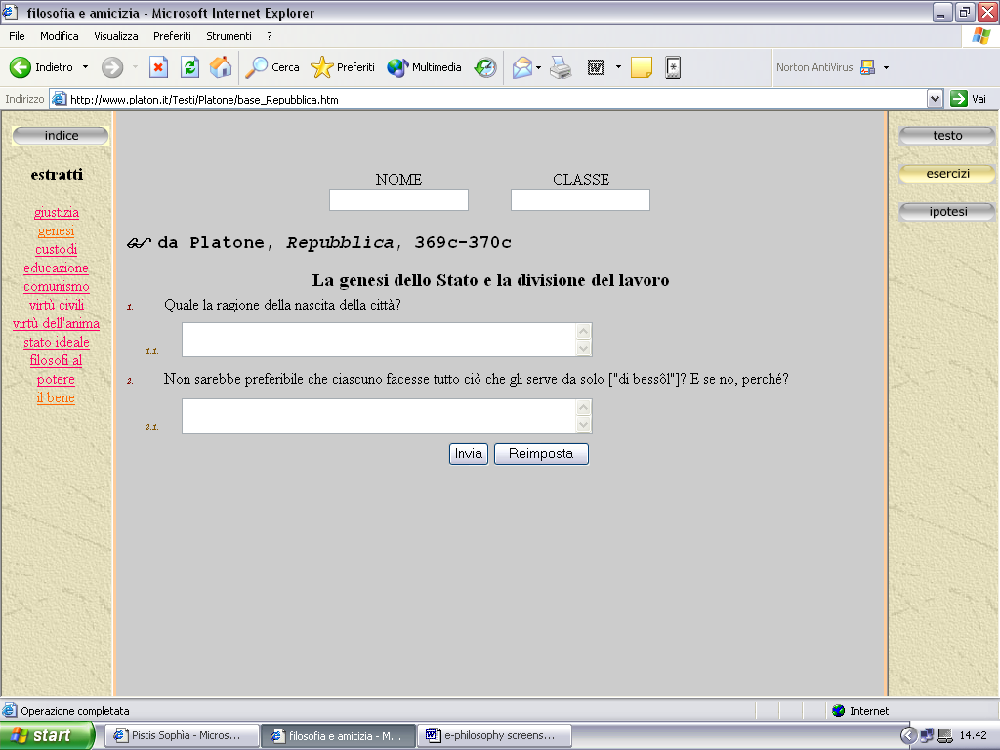 filosofia e amicizia - Microsoft Internet Explorer
File Modifica Visualizza Preferiti Strumenti ?
Indietro Cerca Preferiti Multimedia Norton AntiVirus
Indirizzo http://www.platon.it/Testi/Platone/base_Repubblica.htm Vai
indice
estratti
giustizia
genesi
custodi
educazione
comunismo
virtù civili
virtù dell'anima
stato ideale
filosofi al
potere
il bene
NOME CLASSE
da Platone, Repubblica, 369c-370c
La genesi dello Stato e la divisione del lavoro
1. Quale la ragione della nascita della città?
1.1.
2. Non sarebbe preferibile che ciascuno facesse tutto ciò che gli serve da solo ["di bessôl"]? E se no, perché?
2.1.
Invia Reimposta
testo
esercizi
ipotesi
Operazione completata Internet
start Pistis Sophìa - Micros... filosofia e amicizia - M... e-philosophy screens... 14.42